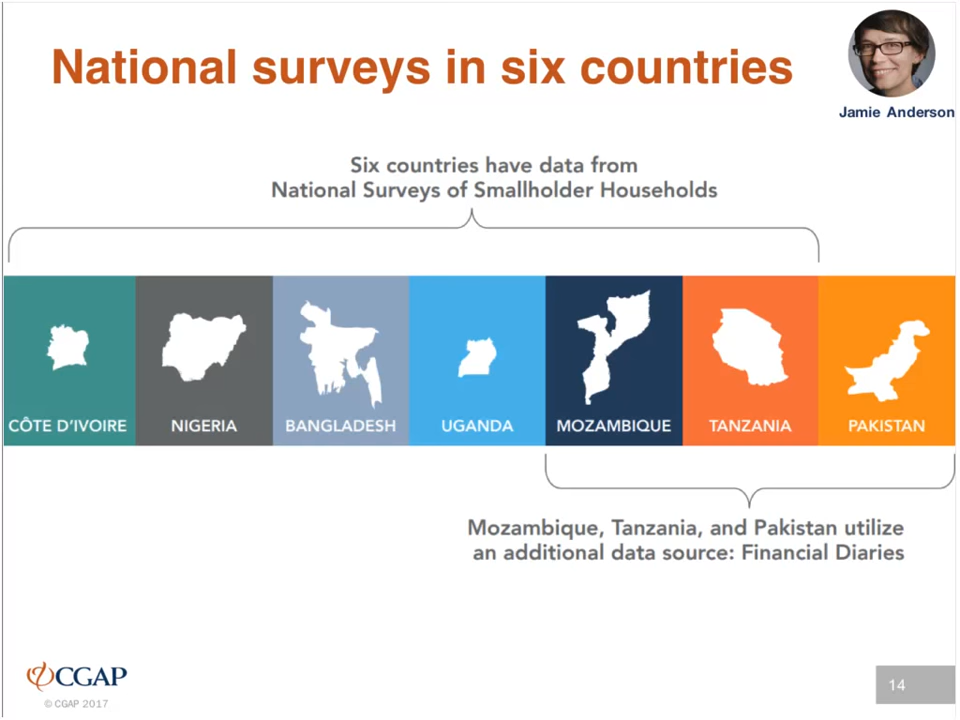 National surveys in six countries
Jamie Anderson
Six countries have data from
National Surveys of Smallholder Households
CÔTE D'IVOIRE
NIGERIA
BANGLADESH
UGANDA
MOZAMBIQUE
TANZANIA
PAKISTAN
Mozambique, Tanzania, and Pakistan utilize
an additional data source: Financial Diaries
CGAP
© CGAP 2017
14